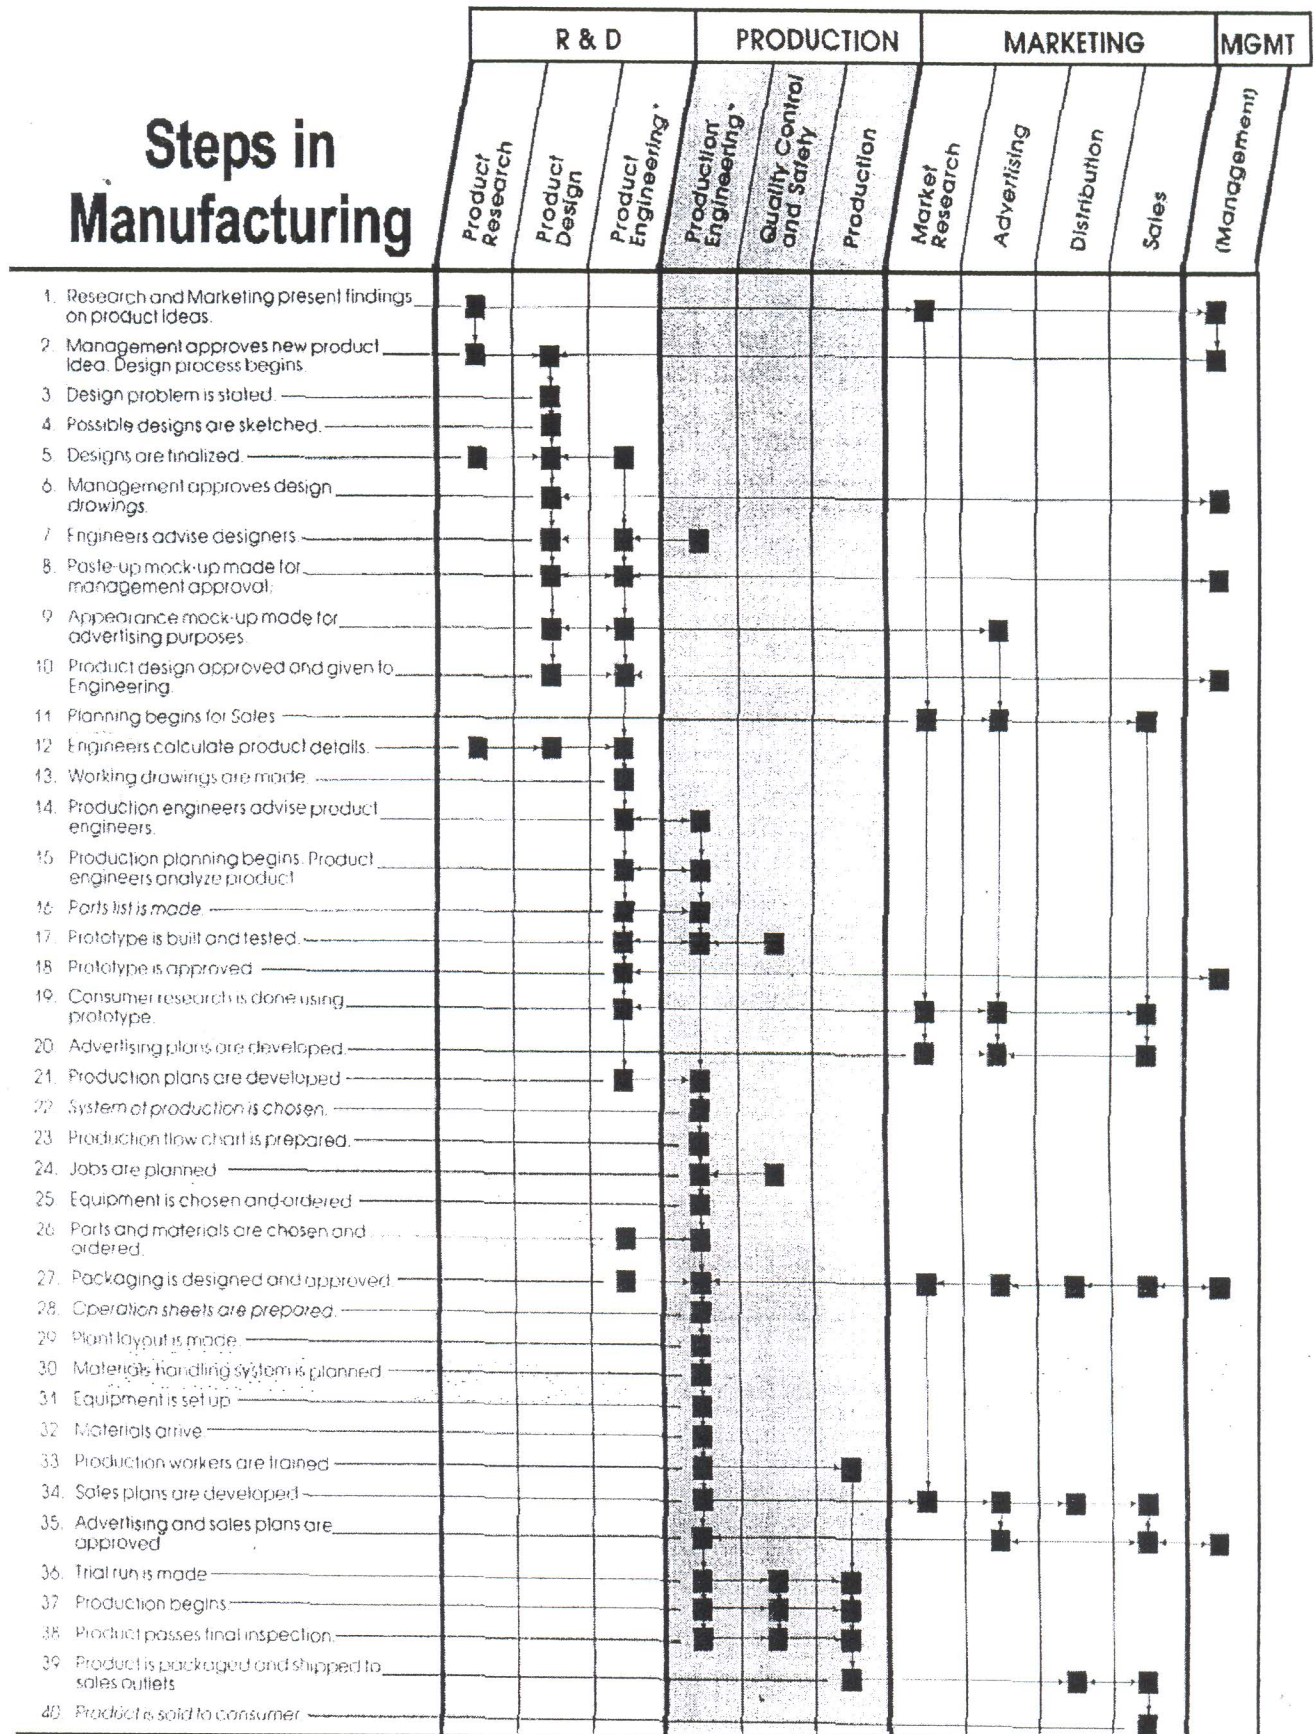 R & D
PRODUCTION
MARKETING
MGMT
Steps in
Manufacturing
Product
Research
Product
Design
Product
Engineering*
Production
Engineering*
Quality Control
and Safety
Production
Market
Research
Advertising
Distribution
Sales
(Management)
1. Research and Marketing present findings
on product ideas.
2. Management approves new product
idea. Design process begins.
3 Design problem is stated.
4. Possible designs are sketched.
5. Designs are finalized.
6. Management approves design
drawings.
7 Engineers advise designers.
8. Paste-up mock-up made for
management approval.
9 Appearance mock-up made for
advertising purposes.
10 Product design approved and given to
Engineering.
11 Planning begins for Sales
12 Engineers calculate product details.
13. Working drawings are made.
14. Production engineers advise product
engineers.
15 Production planning begins. Product
engineers analyze product
16 Parts list is made.
17. Prototype is built and tested.
18 Prototype is approved
19. Consumer research is done using
prototype.
20 Advertising plans are developed.
21. Production plans are developed
22. System of production is chosen.
23 Production flow chart is prepared.
24. Jobs are planned
25. Equipment is chosen and ordered
26. Parts and materials are chosen and
ordered.
27. Packaging is designed and approved
28. Operation sheets are prepared.
29 Plant layout is made.
30 Materials handling system is planned
31 Equipment is set up
32 Materials arrive
33 Production workers are trained
34. Sales plans are developed
35. Advertising and sales plans are
approved
36. Trial run is made
37 Production begins
38 Product passes final inspection.
39 Product is packaged and shipped to
sales outlets
40 Product is sold to consumer